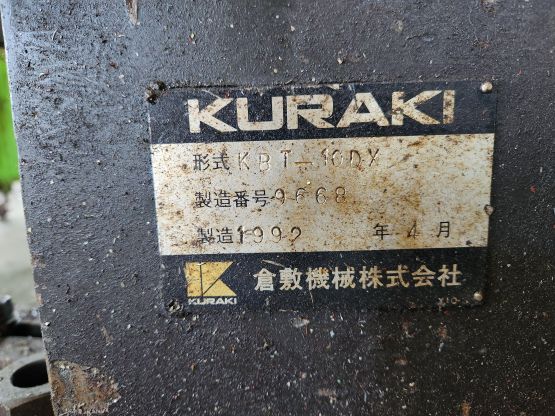 KURAKI
形式 KBT-10DX
製造番号 9668
製造 1992 年 4 月
KURAKI
倉敷機械株式会社